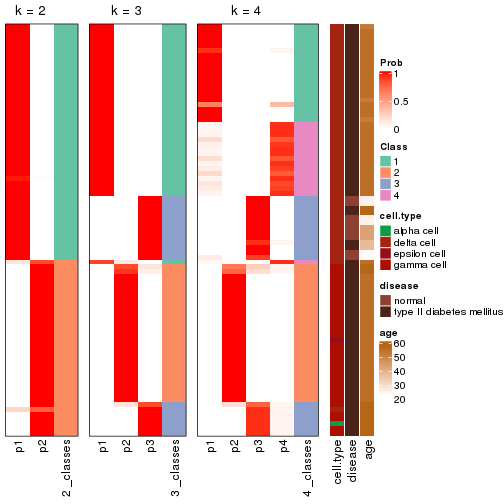 k = 2
k = 3
k = 4
p1
p2
2_classes
p1
p2
p3
3_classes
p1
p2
p3
p4
4_classes
cell.type
disease
age
Prob
1
0.5
0
Class
1
2
3
4
cell.type
alpha cell
delta cell
epsilon cell
gamma cell
disease
normal
type II diabetes mellitus
age
60
50
40
30
20